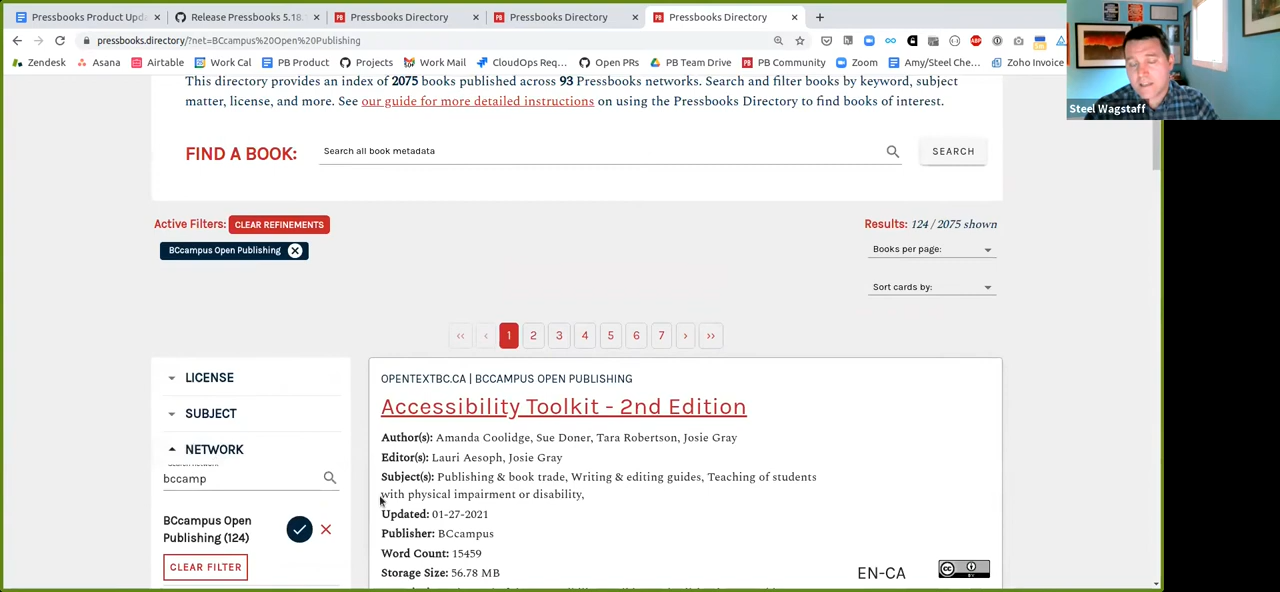 Pressbooks Product Upda
Release Pressbooks 5.18.
Pressbooks Directory
Pressbooks Directory
Pressbooks Directory
pressbooks.directory/?net=BCcampus%20Open%20Publishing
Zendesk
Asana
Airtable
Work Cal
PB Product
Projects
Work Mail
CloudOps Req...
Open PRs
PB Team Drive
PB Community
Zoom
Amy/Steel Che...
Zoho Invoice
Steel Wagstaff
This directory provides an index of 2075 books published across 93 Pressbooks networks. Search and filter books by keyword, subject
matter, license, and more. See our guide for more detailed instructions on using the Pressbooks Directory to find books of interest.
FIND A BOOK:
Search all book metadata
SEARCH
Active Filters: CLEAR REFINEMENTS
BCcampus Open Publishing
Results: 124 / 2075 shown
Books per page:
Sort cards by:
‹‹ ‹ 1 2 3 4 5 6 7 › ››
LICENSE
SUBJECT
NETWORK
bccamp
BCcampus Open
Publishing (124)
CLEAR FILTER
OPENTEXTBC.CA | BCCAMPUS OPEN PUBLISHING
Accessibility Toolkit - 2nd Edition
Author(s): Amanda Coolidge, Sue Doner, Tara Robertson, Josie Gray
Editor(s): Lauri Aesoph, Josie Gray
Subject(s): Publishing & book trade, Writing & editing guides, Teaching of students
with physical impairment or disability,
Updated: 01-27-2021
Publisher: BCcampus
Word Count: 15459
Storage Size: 56.78 MB
EN-CA